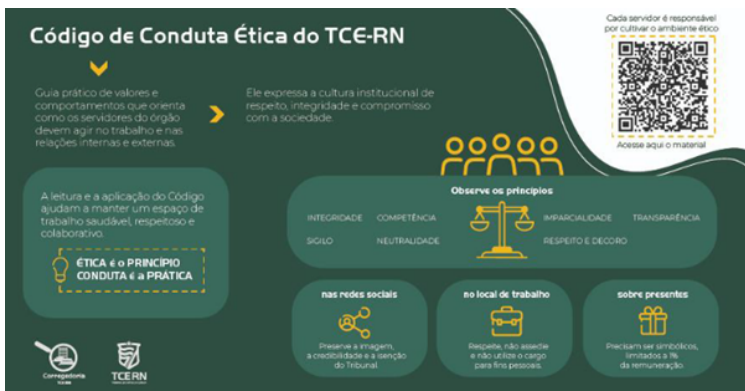 Código de Conduta Ética do TCE-RN
Guia prático de valores e
comportamentos que orienta
como os servidores do órgão
devem agir no trabalho e nas
relações internas e externas.
Ele expressa a cultura institucional de
respeito, integridade e compromisso
com a sociedade.
Cada servidor é responsável
por cultivar o ambiente ético
Acesse aqui o material
A leitura e a aplicação do Código
ajudam a manter um espaço de
trabalho saudável, respeitoso e
colaborativo.
ÉTICA é o PRINCÍPIO
CONDUTA é a PRÁTICA
Observe os princípios
INTEGRIDADE COMPETÊNCIA IMPARCIALIDADE TRANSPARÊNCIA
SIGILO NEUTRALIDADE RESPEITO E DECORO
nas redes sociais
Preserve a imagem,
a credibilidade e a isenção
do Tribunal.
no local de trabalho
Respeite, não assedie
e não utilize o cargo
para fins pessoais.
sobre presentes
Precisam ser simbólicos,
limitados a 1%
da remuneração.
Corregedoria
TCE-RN
TCERN